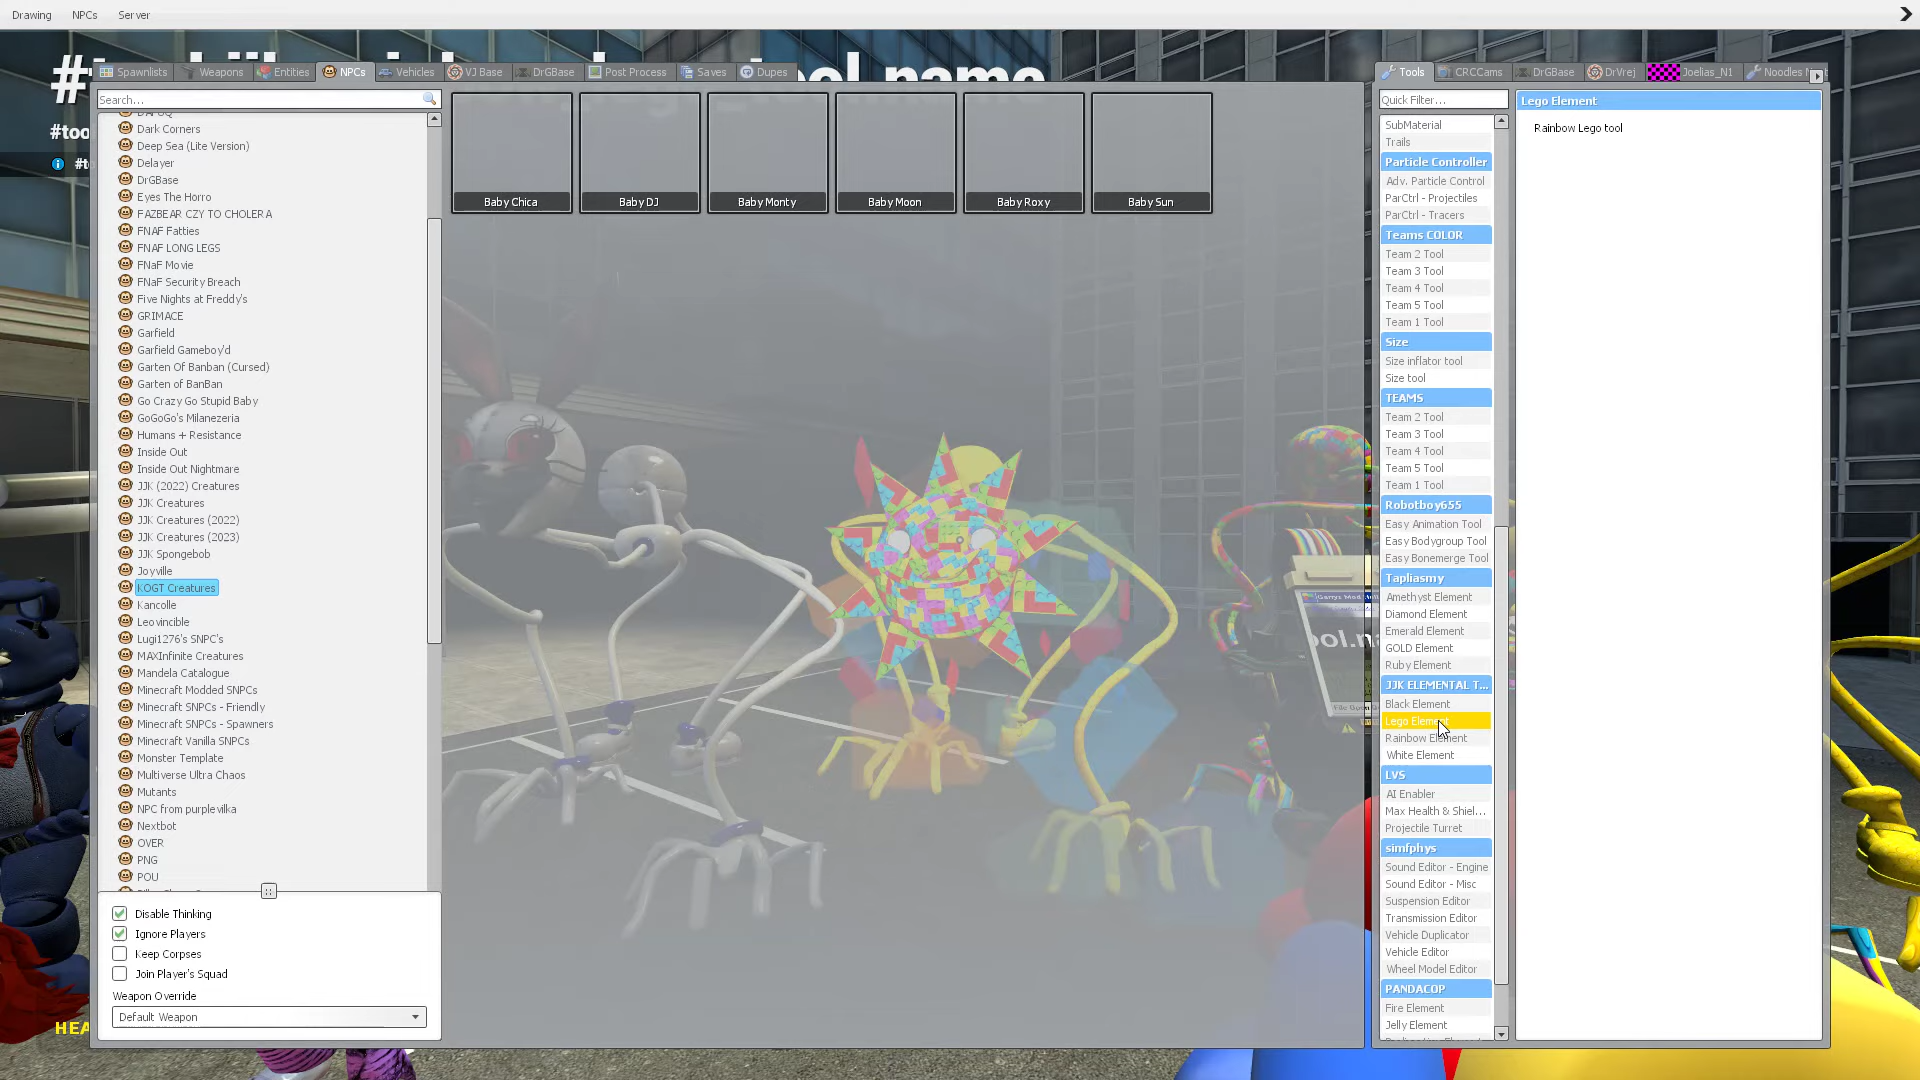 Drawing NPCs Server
Spawnlists Weapons Entities NPCs Vehicles VJ Base DrGBase Post Process Saves Dupes
Search...
Dark Corners
Deep Sea (Lite Version)
Delayer
DrGBase
Eyes The Horro
FAZBEAR CZY TO CHOLERA
FNAF Fatties
FNAF LONG LEGS
FNaF Movie
FNaF Security Breach
Five Nights at Freddy's
GRIMACE
Garfield
Garfield Gameboy'd
Garten Of Banban (Cursed)
Garten of BanBan
Go Crazy Go Stupid Baby
GoGoGo's Milanezeria
Humans + Resistance
Inside Out
Inside Out Nightmare
JJK (2022) Creatures
JJK Creatures
JJK Creatures (2022)
JJK Creatures (2023)
JJK Spongebob
Joyville
KOGT Creatures
Kancolle
Leovincible
Lugi1276's SNPC's
MAXInfinite Creatures
Mandela Catalogue
Minecraft Modded SNPCs
Minecraft SNPCs - Friendly
Minecraft SNPCs - Spawners
Minecraft Vanilla SNPCs
Monster Template
Multiverse Ultra Chaos
Mutants
NPC from purplevilka
Nextbot
OVER
PNG
POU
Disable Thinking
Ignore Players
Keep Corpses
Join Player's Squad
Weapon Override
Default Weapon
Baby Chica
Baby DJ
Baby Monty
Baby Moon
Baby Roxy
Baby Sun
Tools CRCCams DrGBase DrVrej Joelias_N1 Noodles
Quick Filter...
SubMaterial
Trails
Particle Controller
Adv. Particle Control
ParCtrl - Projectiles
ParCtrl - Tracers
Teams COLOR
Team 2 Tool
Team 3 Tool
Team 4 Tool
Team 5 Tool
Team 1 Tool
Size
Size inflator tool
Size tool
TEAMS
Team 2 Tool
Team 3 Tool
Team 4 Tool
Team 5 Tool
Team 1 Tool
Robotboy655
Easy Animation Tool
Easy Bodygroup Tool
Easy Bonemerge Tool
Tapliasmy
Amethyst Element
Diamond Element
Emerald Element
GOLD Element
Ruby Element
JJK ELEMENTAL T...
Black Element
Lego Element
Rainbow Element
White Element
LVS
AI Enabler
Max Health & Shiel...
Projectile Turret
simfphys
Sound Editor - Engine
Sound Editor - Misc
Suspension Editor
Transmission Editor
Vehicle Duplicator
Vehicle Editor
Wheel Model Editor
PANDACOP
Fire Element
Jelly Element
Lego Element
Rainbow Lego tool
#too
HEA